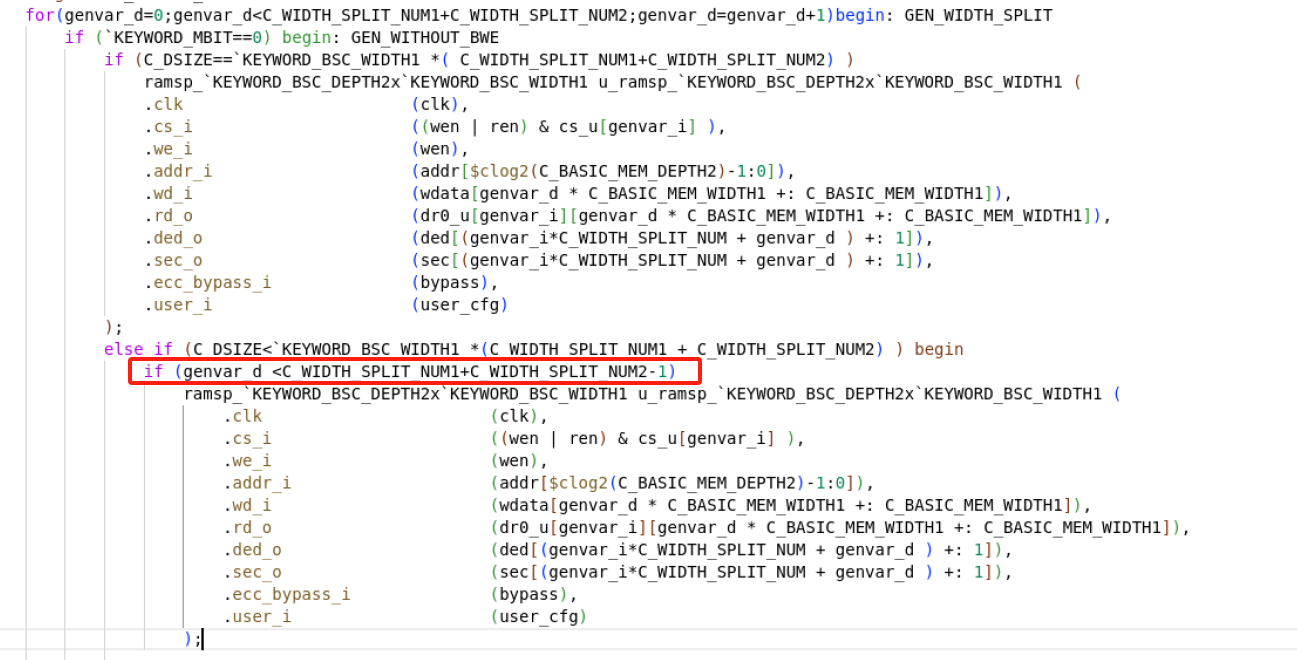 for(genvar_d=0;genvar_d<C_WIDTH_SPLIT_NUM1+C_WIDTH_SPLIT_NUM2;genvar_d=genvar_d+1)begin: GEN_WIDTH_SPLIT
if (`KEYWORD_MBIT==0) begin: GEN_WITHOUT_BWE
if (C_DSIZE==`KEYWORD_BSC_WIDTH1 *( C_WIDTH_SPLIT_NUM1+C_WIDTH_SPLIT_NUM2) )
ramsp_`KEYWORD_BSC_DEPTH2x`KEYWORD_BSC_WIDTH1 u_ramsp_`KEYWORD_BSC_DEPTH2x`KEYWORD_BSC_WIDTH1 (
.clk (clk),
.cs_i ((wen | ren) & cs_u[genvar_i] ),
.we_i (wen),
.addr_i (addr[$clog2(C_BASIC_MEM_DEPTH2)-1:0]),
.wd_i (wdata[genvar_d * C_BASIC_MEM_WIDTH1 +: C_BASIC_MEM_WIDTH1]),
.rd_o (dr0_u[genvar_i][genvar_d * C_BASIC_MEM_WIDTH1 +: C_BASIC_MEM_WIDTH1]),
.ded_o (ded[(genvar_i*C_WIDTH_SPLIT_NUM + genvar_d ) +: 1]),
.sec_o (sec[(genvar_i*C_WIDTH_SPLIT_NUM + genvar_d ) +: 1]),
.ecc_bypass_i (bypass),
.user_i (user_cfg)
);
else if (C_DSIZE<`KEYWORD_BSC_WIDTH1 *(C_WIDTH_SPLIT_NUM1 + C_WIDTH_SPLIT_NUM2) ) begin
if (genvar_d <C_WIDTH_SPLIT_NUM1+C_WIDTH_SPLIT_NUM2-1)
ramsp_`KEYWORD_BSC_DEPTH2x`KEYWORD_BSC_WIDTH1 u_ramsp_`KEYWORD_BSC_DEPTH2x`KEYWORD_BSC_WIDTH1 (
.clk (clk),
.cs_i ((wen | ren) & cs_u[genvar_i] ),
.we_i (wen),
.addr_i (addr[$clog2(C_BASIC_MEM_DEPTH2)-1:0]),
.wd_i (wdata[genvar_d * C_BASIC_MEM_WIDTH1 +: C_BASIC_MEM_WIDTH1]),
.rd_o (dr0_u[genvar_i][genvar_d * C_BASIC_MEM_WIDTH1 +: C_BASIC_MEM_WIDTH1]),
.ded_o (ded[(genvar_i*C_WIDTH_SPLIT_NUM + genvar_d ) +: 1]),
.sec_o (sec[(genvar_i*C_WIDTH_SPLIT_NUM + genvar_d ) +: 1]),
.ecc_bypass_i (bypass),
.user_i (user_cfg)
);